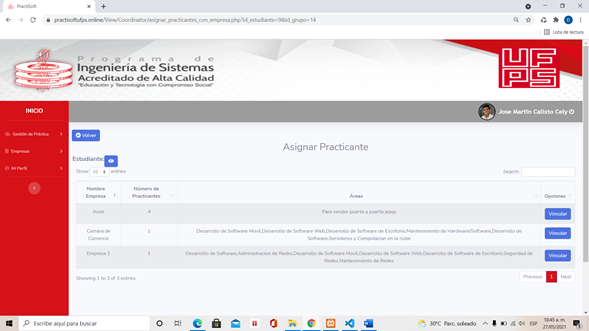 PractiSoft
practisoftufps.online/View/Coordinator/asignar_practicantes_con_empresa.php?id_estudiante=9&id_grupo=14
Lista de lectura
Programa de
Ingeniería de Sistemas
Acreditado de Alta Calidad
"Educación y Tecnología con Compromiso Social"
UFPS
INICIO
Jose Martin Calixto Cely
Gestión de Práctica
Empresas
Mi Perfil
Volver
Asignar Practicante
Estudiante:
Show 10 entries
Search:
Nombre Empresa
Número de Practicantes
Áreas
Opciones
4
Para vender puerta a puerta,jejeje
Vincular
Camara de Comercio
1
Desarrollo de Software Movil,Desarrollo de Software Web,Desarrollo de Software de Escritorio,Mantenimiento de Hardware/Software,Desarrollo de
Software,Servidores y Computacion en la nube
Vincular
Empresa 1
1
Desarrollo de Software,Administracion de Redes,Desarrollo de Software Movil,Desarrollo de Software Web,Desarrollo de Software de Escritorio,Seguridad de
Redes,Mantenimiento de Redes
Vincular
Showing 1 to 3 of 3 entries
Previous 1 Next
Escribe aquí para buscar
30°C Parc. soleado
ESP
10:45 a. m.
27/05/2021